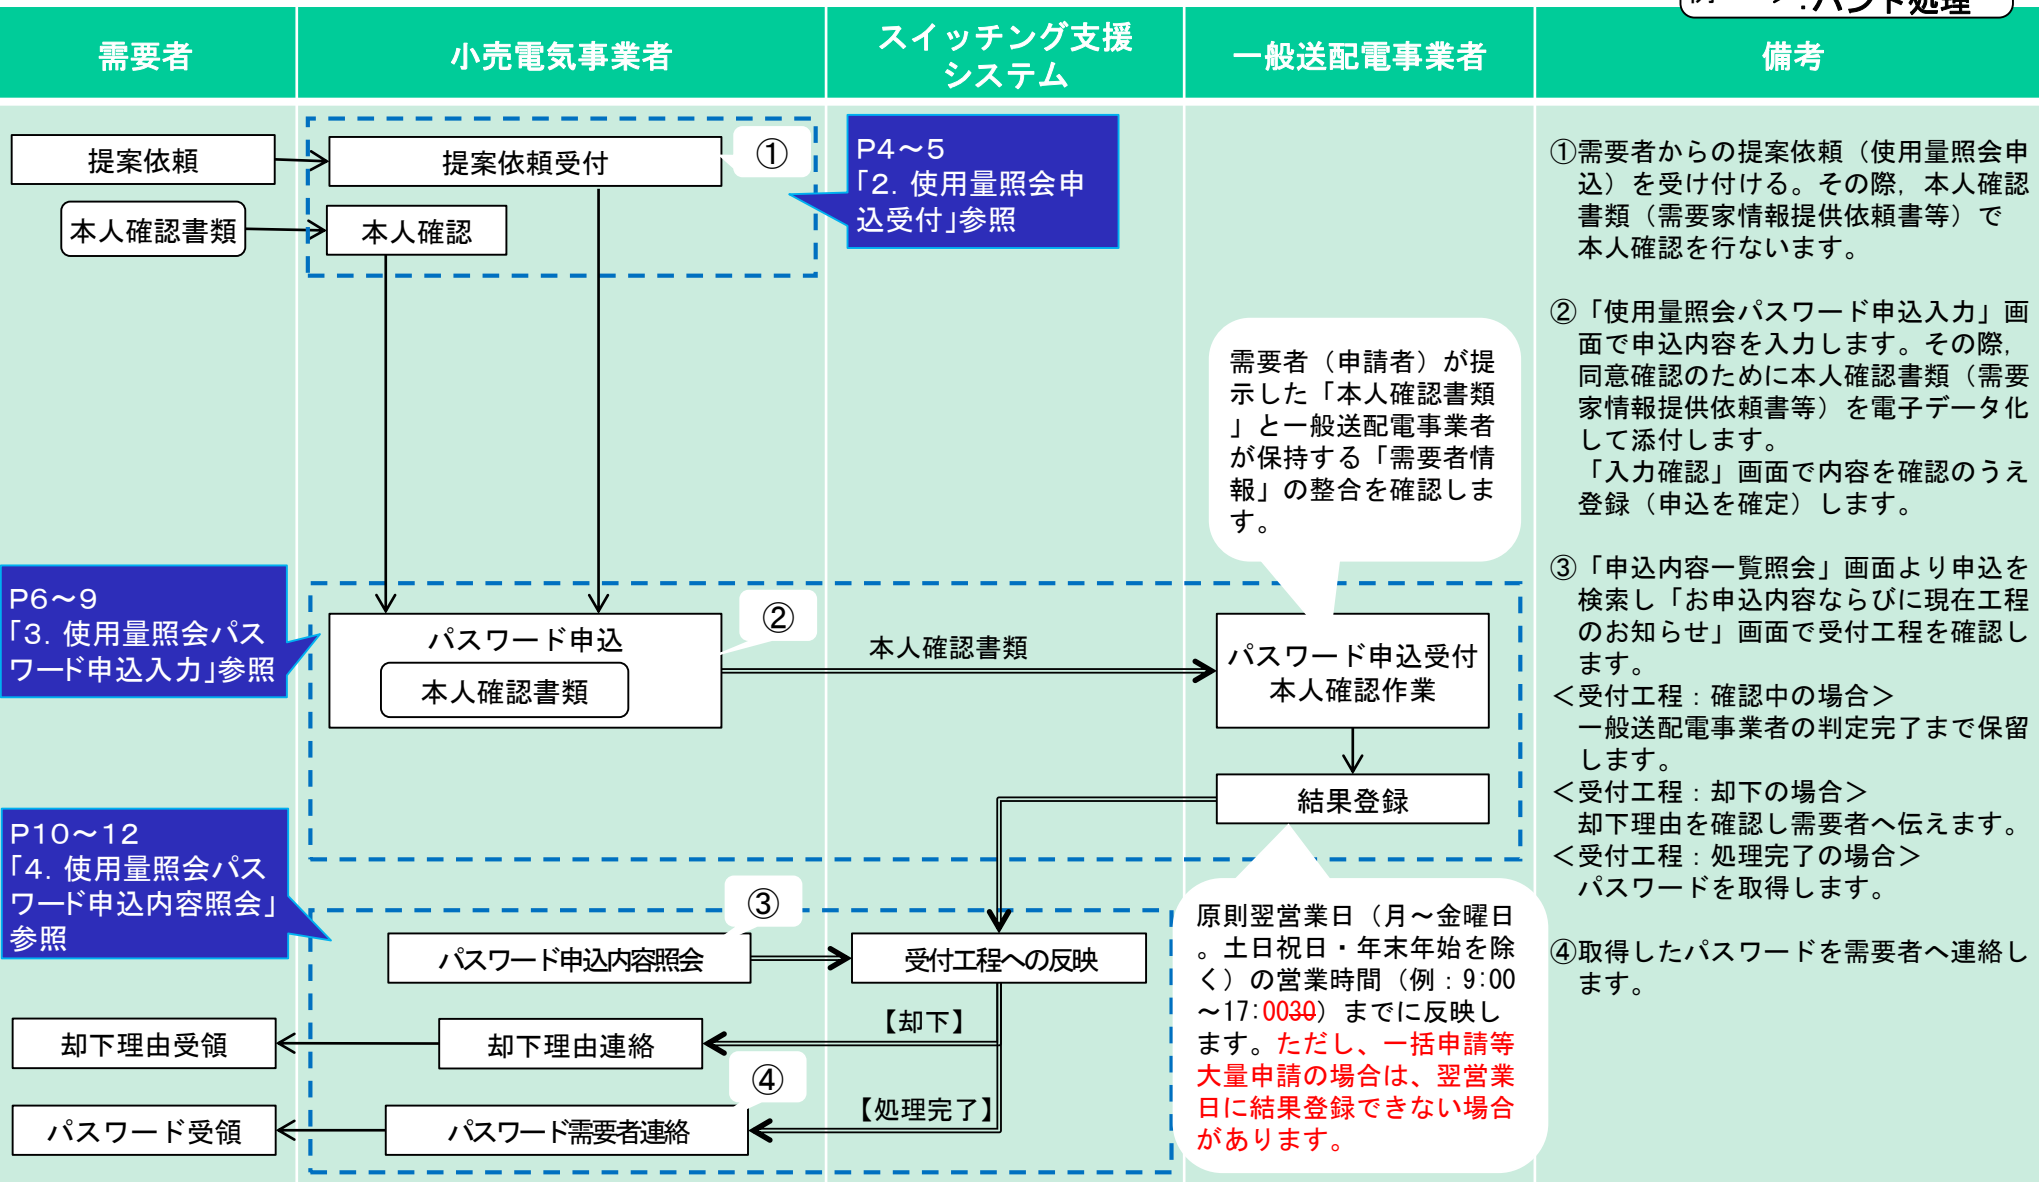 :ハンド処理
需要者
小売電気事業者
スイッチング支援
システム
一般送配電事業者
備考
提案依頼
提案依頼受付
①
本人確認書類
本人確認
P4～5
「2. 使用量照会申
込受付」参照
①需要者からの提案依頼（使用量照会申
込）を受け付ける。その際, 本人確認
書類（需要家情報提供依頼書等）で
本人確認を行ないます。
②「使用量照会パスワード申込入力」画
面で申込内容を入力します。その際,
同意確認のために本人確認書類（需要
家情報提供依頼書等）を電子データ化
して添付します。
「入力確認」画面で内容を確認のうえ
登録（申込を確定）します。
③「申込内容一覧照会」画面より申込を
検索し「お申込内容ならびに現在工程
のお知らせ」画面で受付工程を確認し
ます。
＜受付工程：確認中の場合＞
一般送配電事業者の判定完了まで保留
します。
＜受付工程：却下の場合＞
却下理由を確認し需要者へ伝えます。
＜受付工程：処理完了の場合＞
パスワードを取得します。
④取得したパスワードを需要者へ連絡し
ます。
需要者（申請者）が提
示した「本人確認書類
」と一般送配電事業者
が保持する「需要者情
報」の整合を確認しま
す。
P6～9
「3. 使用量照会パス
ワード申込入力」参照
パスワード申込
本人確認書類
②
本人確認書類
パスワード申込受付
本人確認作業
結果登録
P10～12
「4. 使用量照会パス
ワード申込内容照会」
参照
③
パスワード申込内容照会
受付工程への反映
原則翌営業日（月～金曜日
。土日祝日・年末年始を除
く）の営業時間（例：9:00
～17:0030）までに反映し
ます。ただし、一括申請等
大量申請の場合は、翌営業
日に結果登録できない場合
があります。
【却下】
却下理由受領
却下理由連絡
④
【処理完了】
パスワード受領
パスワード需要者連絡